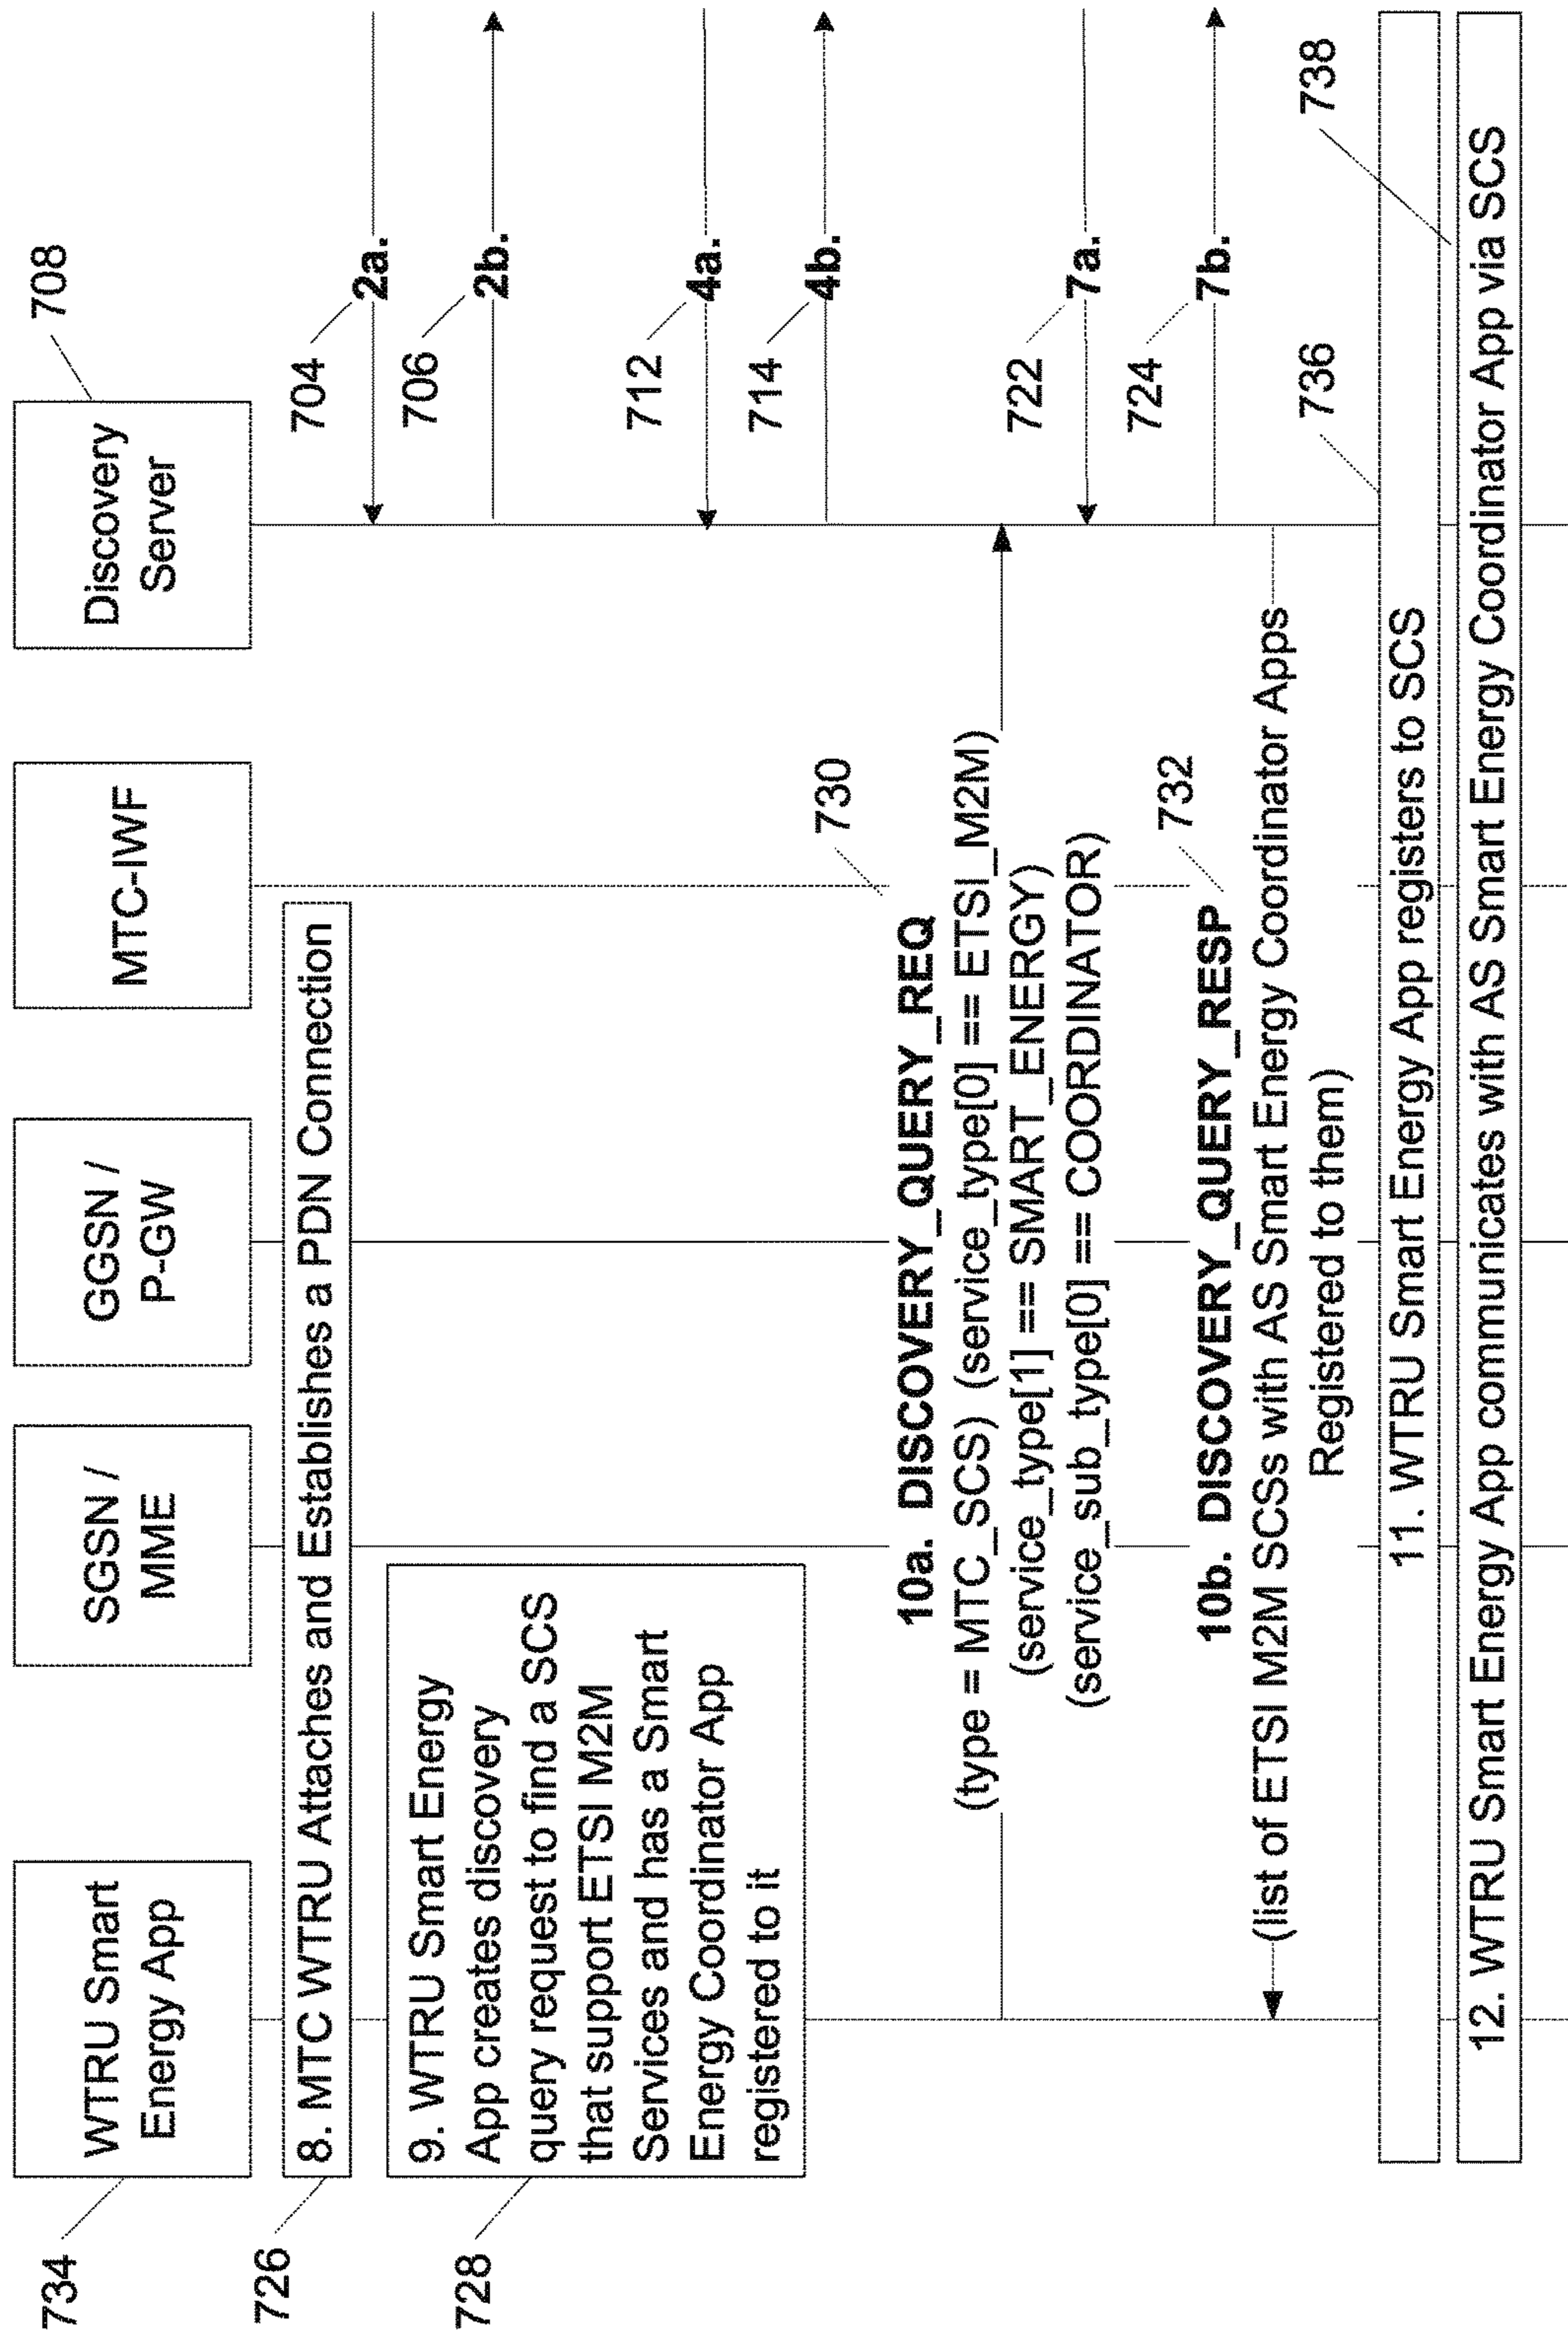 734
WTRU Smart
Energy App
SGSN /
MME
GGSN /
P-GW
MTC-IWF
Discovery
Server
708
726
8. MTC WTRU Attaches and Establishes a PDN Connection
704
2a.
706
2b.
728
9. WTRU Smart Energy
App creates discovery
query request to find a SCS
that support ETSI M2M
Services and has a Smart
Energy Coordinator App
registered to it
712
4a.
714
4b.
730
10a. DISCOVERY_QUERY_REQ
(type = MTC_SCS) (service_type[0] == ETSI_M2M)
(service_type[1] == SMART_ENERGY)
(service_sub_type[0] == COORDINATOR)
722
7a.
724
7b.
732
10b. DISCOVERY_QUERY_RESP
(list of ETSI M2M SCSs with AS Smart Energy Coordinator Apps
Registered to them)
736
11. WTRU Smart Energy App registers to SCS
738
12. WTRU Smart Energy App communicates with AS Smart Energy Coordinator App via SCS